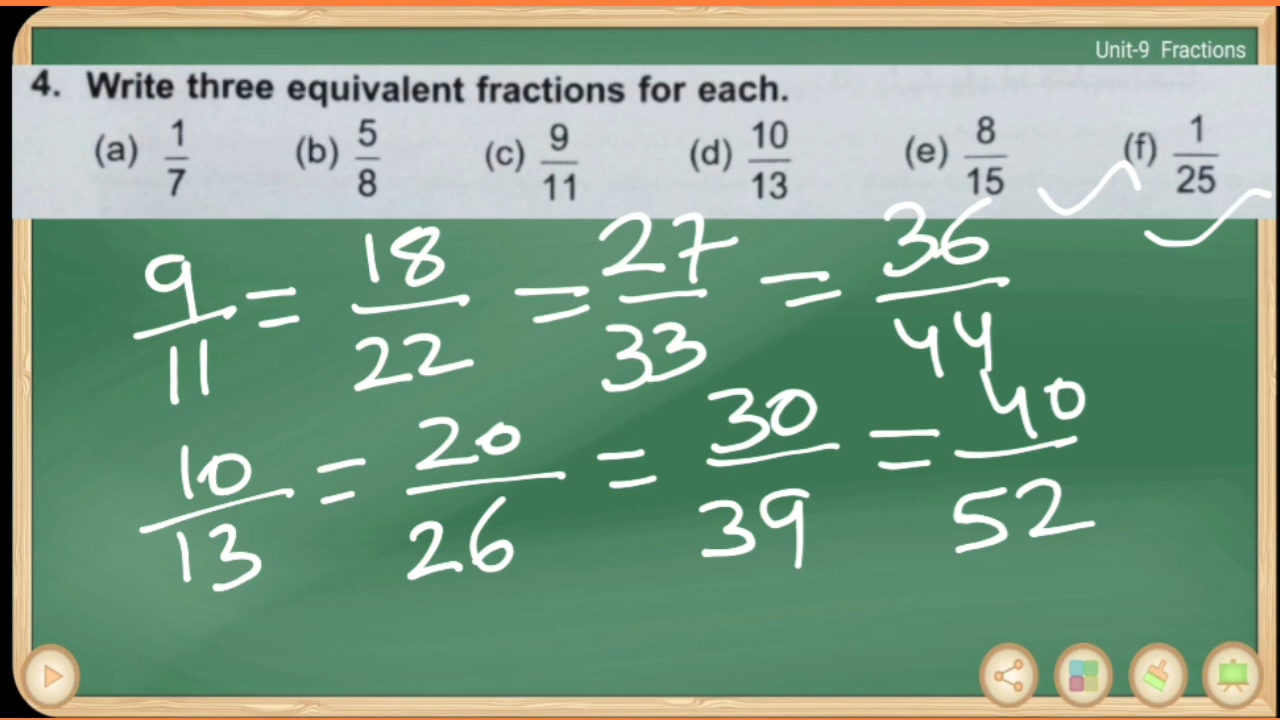 Unit-9 Fractions
4. Write three equivalent fractions for each.
(a) 1/7 (b) 5/8 (c) 9/11 (d) 10/13 (e) 8/15 (f) 1/25
9/11 = 18/22 = 27/33 = 36/44
10/13 = 20/26 = 30/39 = 40/52